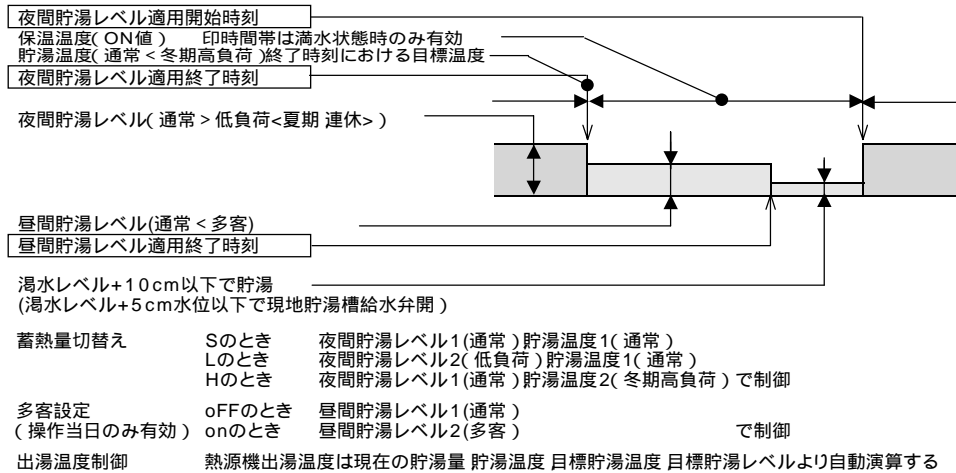 夜間貯湯レベル適用開始時刻
保温温度(ON値) 印時間帯は満水状態時のみ有効
貯湯温度(通常<冬期高負荷)終了時刻における目標温度
夜間貯湯レベル適用終了時刻
夜間貯湯レベル(通常>低負荷<夏期 連休>)
昼間貯湯レベル(通常<多客)
昼間貯湯レベル適用終了時刻
渇水レベル+10cm以下で貯湯
(渇水レベル+5cm水位以下で現地貯湯槽給水弁開)
蓄熱量切替え Sのとき 夜間貯湯レベル1(通常)貯湯温度1(通常)
Lのとき 夜間貯湯レベル2(低負荷)貯湯温度1(通常)
Hのとき 夜間貯湯レベル1(通常)貯湯温度2(冬期高負荷)で制御
多客設定 oFFのとき 昼間貯湯レベル1(通常)
(操作当日のみ有効) onのとき 昼間貯湯レベル2(多客) で制御
出湯温度制御 熱源機出湯温度は現在の貯湯量 貯湯温度 目標貯湯温度 目標貯湯レベルより自動演算する